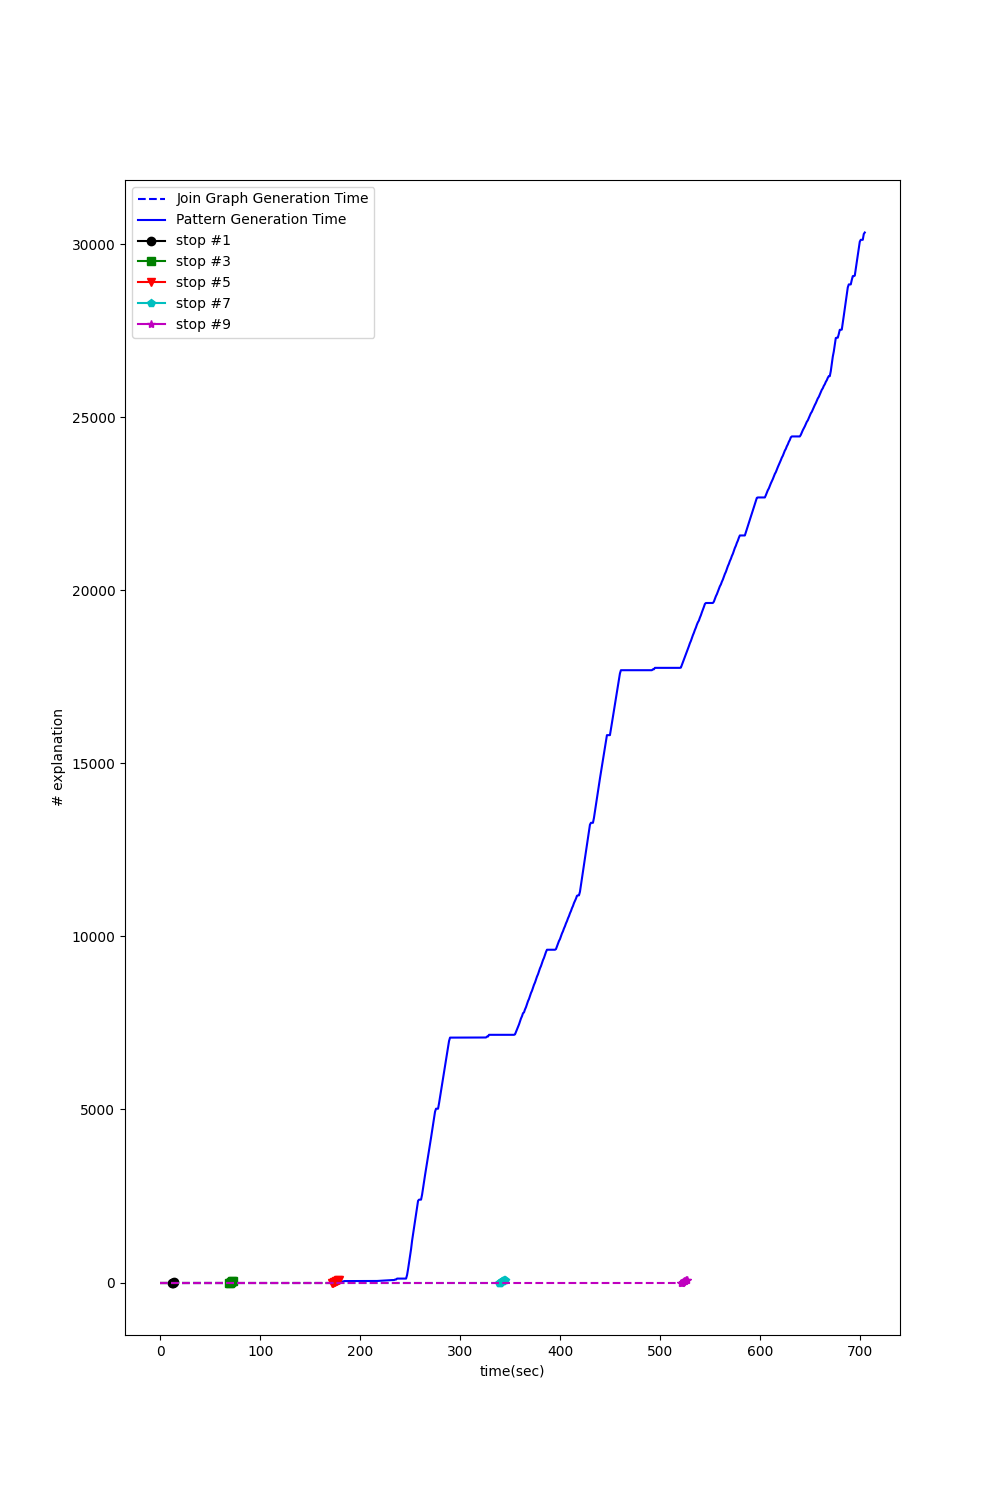 Join Graph Generation Time
Pattern Generation Time
stop #1
stop #3
stop #5
stop #7
stop #9
30000
25000
20000
15000
10000
5000
0
# explanation
0 100 200 300 400 500 600 700
time(sec)